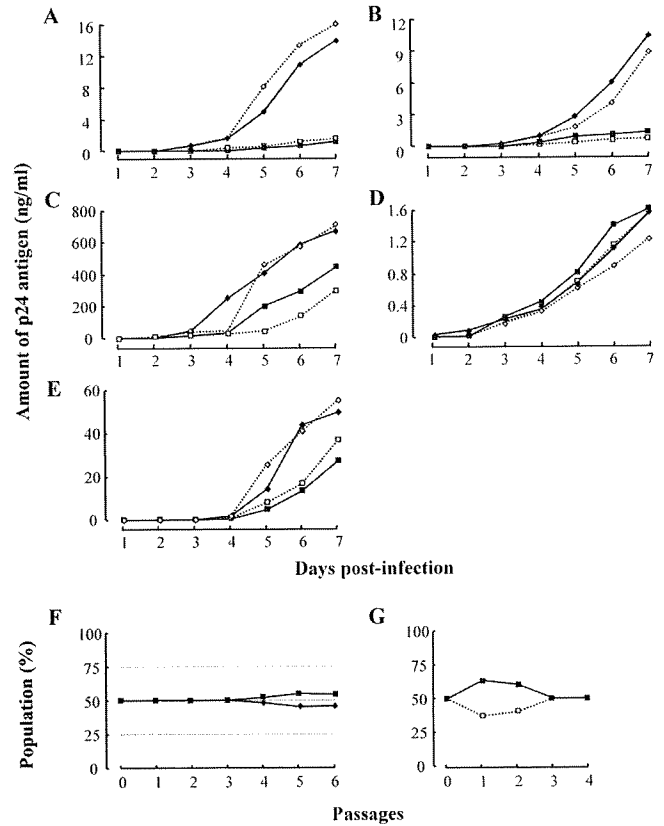 A
16
12
8
4
0
1 2 3 4 5 6 7
B
12
9
6
3
0
1 2 3 4 5 6 7
C
800
600
400
200
0
1 2 3 4 5 6 7
D
1.6
1.2
0.8
0.4
0
1 2 3 4 5 6 7
E
60
40
20
0
1 2 3 4 5 6 7
Amount of p24 antigen (ng/ml)
Days post-infection
F
100
75
50
25
0
0 1 2 3 4 5 6
G
100
75
50
25
0
0 1 2 3 4
Population (%)
Passages